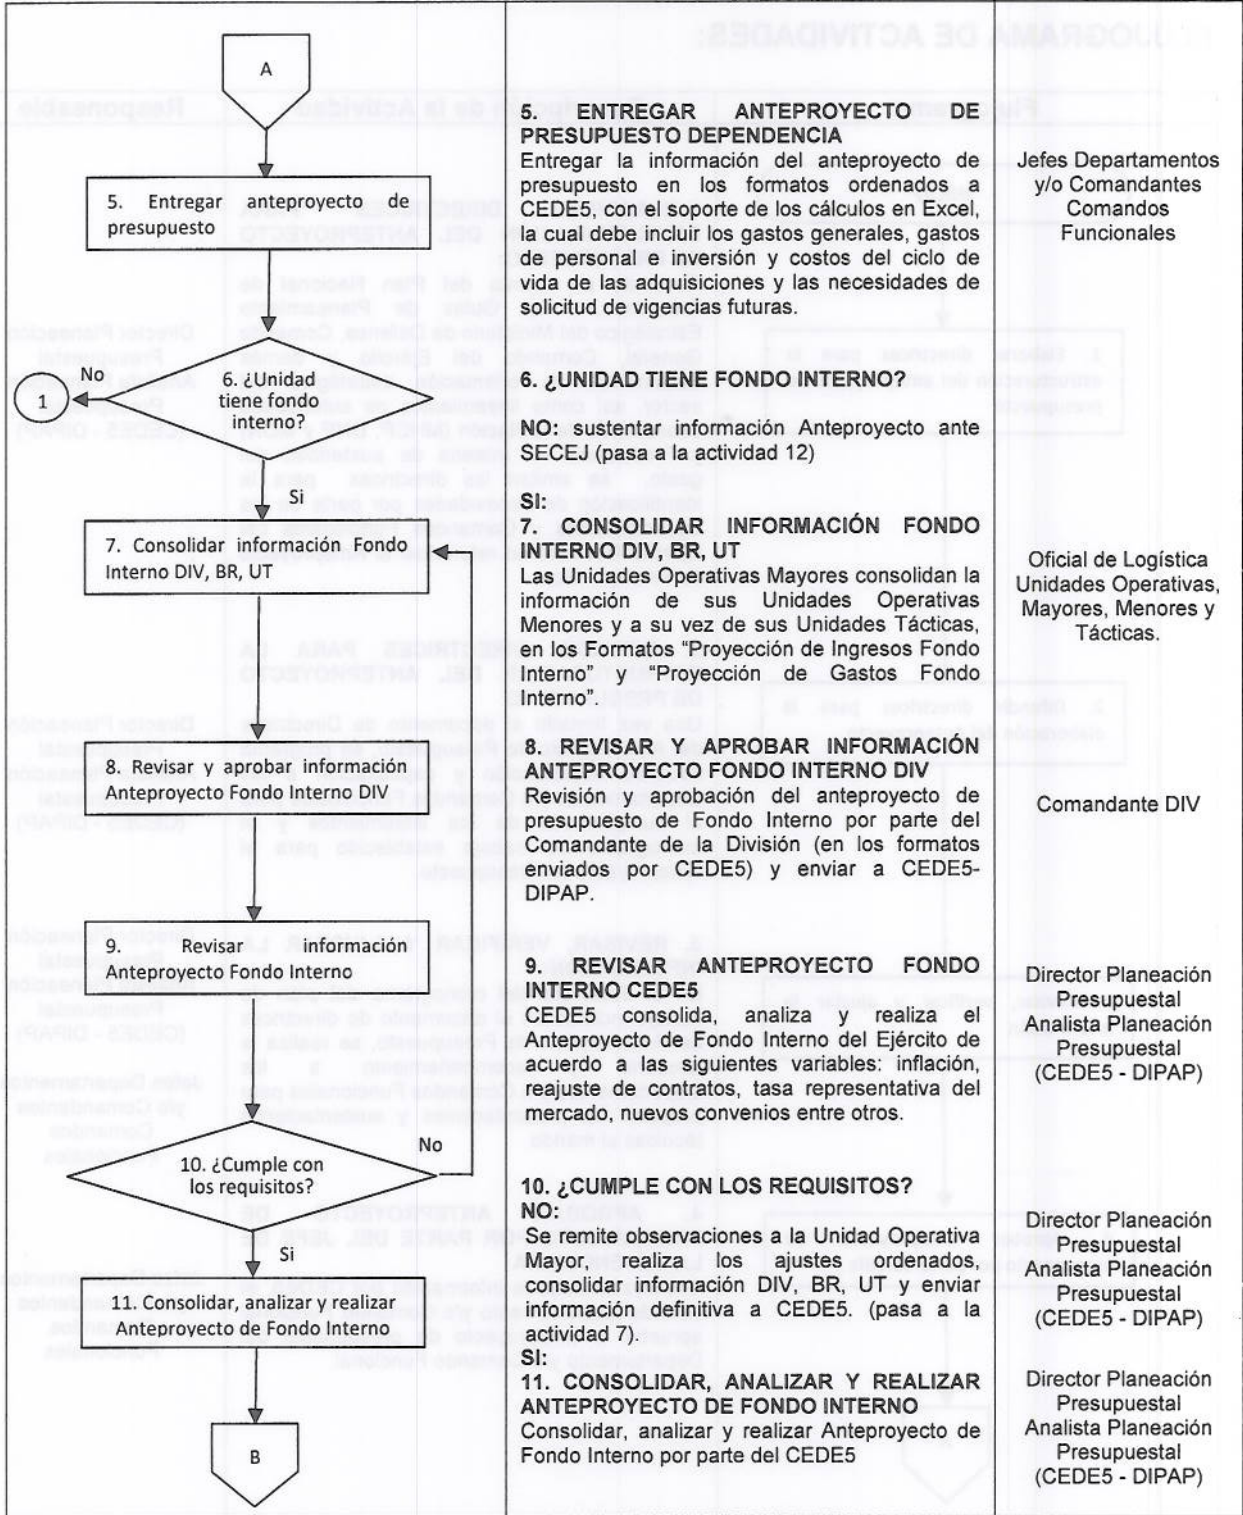 A
5. Entregar anteproyecto de
presupuesto
No
1
6. ¿Unidad
tiene fondo
interno?
Si
7. Consolidar información Fondo
Interno DIV, BR, UT
8. Revisar y aprobar información
Anteproyecto Fondo Interno DIV
9. Revisar información
Anteproyecto Fondo Interno
No
10. ¿Cumple con
los requisitos?
Si
11. Consolidar, analizar y realizar
Anteproyecto de Fondo Interno
B
5. ENTREGAR ANTEPROYECTO DE
PRESUPUESTO DEPENDENCIA
Entregar la información del anteproyecto de
presupuesto en los formatos ordenados a
CEDE5, con el soporte de los cálculos en Excel,
la cual debe incluir los gastos generales, gastos
de personal e inversión y costos del ciclo de
vida de las adquisiciones y las necesidades de
solicitud de vigencias futuras.
6. ¿UNIDAD TIENE FONDO INTERNO?
NO: sustentar información Anteproyecto ante
SECEJ (pasa a la actividad 12)
SI:
7. CONSOLIDAR INFORMACIÓN FONDO
INTERNO DIV, BR, UT
Las Unidades Operativas Mayores consolidan la
información de sus Unidades Operativas
Menores y a su vez de sus Unidades Tácticas,
en los Formatos “Proyección de Ingresos Fondo
Interno” y “Proyección de Gastos Fondo
Interno”.
8. REVISAR Y APROBAR INFORMACIÓN
ANTEPROYECTO FONDO INTERNO DIV
Revisión y aprobación del anteproyecto de
presupuesto de Fondo Interno por parte del
Comandante de la División (en los formatos
enviados por CEDE5) y enviar a CEDE5-
DIPAP.
9. REVISAR ANTEPROYECTO FONDO
INTERNO CEDE5
CEDE5 consolida, analiza y realiza el
Anteproyecto de Fondo Interno del Ejército de
acuerdo a las siguientes variables: inflación,
reajuste de contratos, tasa representativa del
mercado, nuevos convenios entre otros.
10. ¿CUMPLE CON LOS REQUISITOS?
NO:
Se remite observaciones a la Unidad Operativa
Mayor, realiza los ajustes ordenados,
consolidar información DIV, BR, UT y enviar
información definitiva a CEDE5. (pasa a la
actividad 7).
SI:
11. CONSOLIDAR, ANALIZAR Y REALIZAR
ANTEPROYECTO DE FONDO INTERNO
Consolidar, analizar y realizar Anteproyecto de
Fondo Interno por parte del CEDE5
Jefes Departamentos
y/o Comandantes
Comandos
Funcionales
Oficial de Logística
Unidades Operativas,
Mayores, Menores y
Tácticas.
Comandante DIV
Director Planeación
Presupuestal
Analista Planeación
Presupuestal
(CEDE5 - DIPAP)
Director Planeación
Presupuestal
Analista Planeación
Presupuestal
(CEDE5 - DIPAP)
Director Planeación
Presupuestal
Analista Planeación
Presupuestal
(CEDE5 - DIPAP)